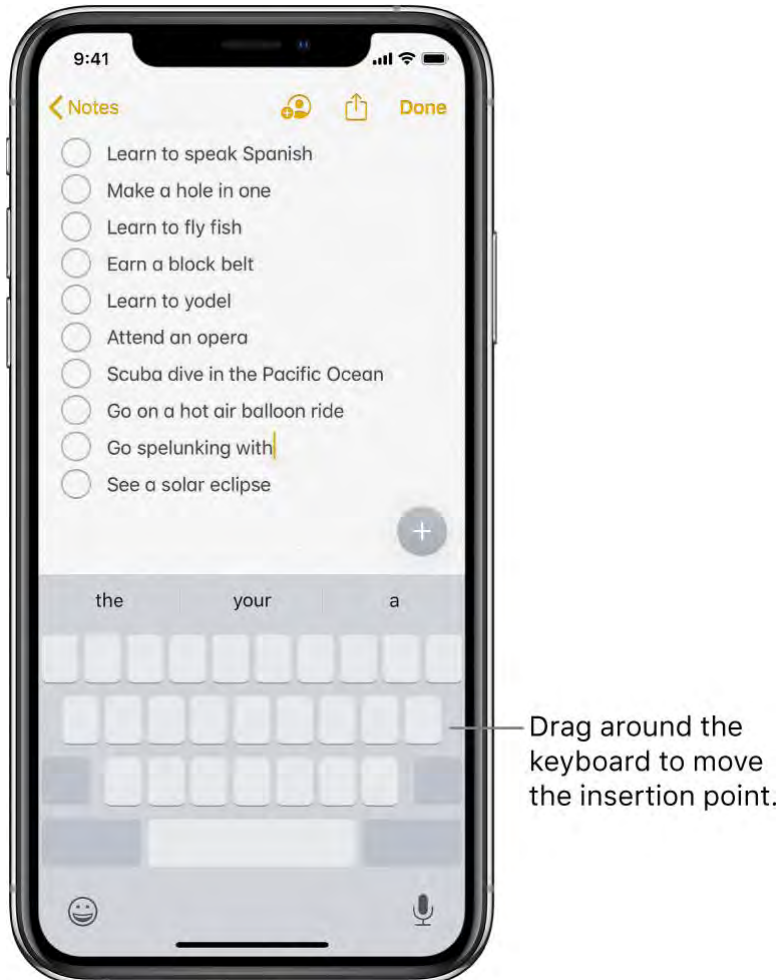 9:41
Notes
Done
Learn to speak Spanish
Make a hole in one
Learn to fly fish
Earn a block belt
Learn to yodel
Attend an opera
Scuba dive in the Pacific Ocean
Go on a hot air balloon ride
Go spelunking with
See a solar eclipse
the your a
Drag around the
keyboard to move
the insertion point.